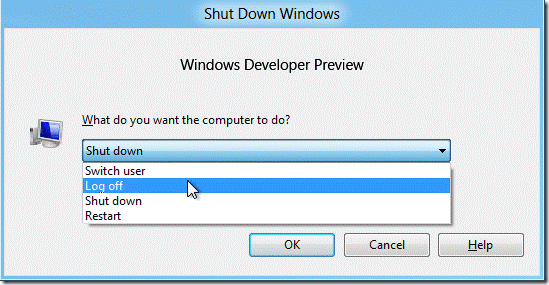 Shut Down Windows
Windows Developer Preview
What do you want the computer to do?
Shut down
Switch user
Log off
Shut down
Restart
OK
Cancel
Help